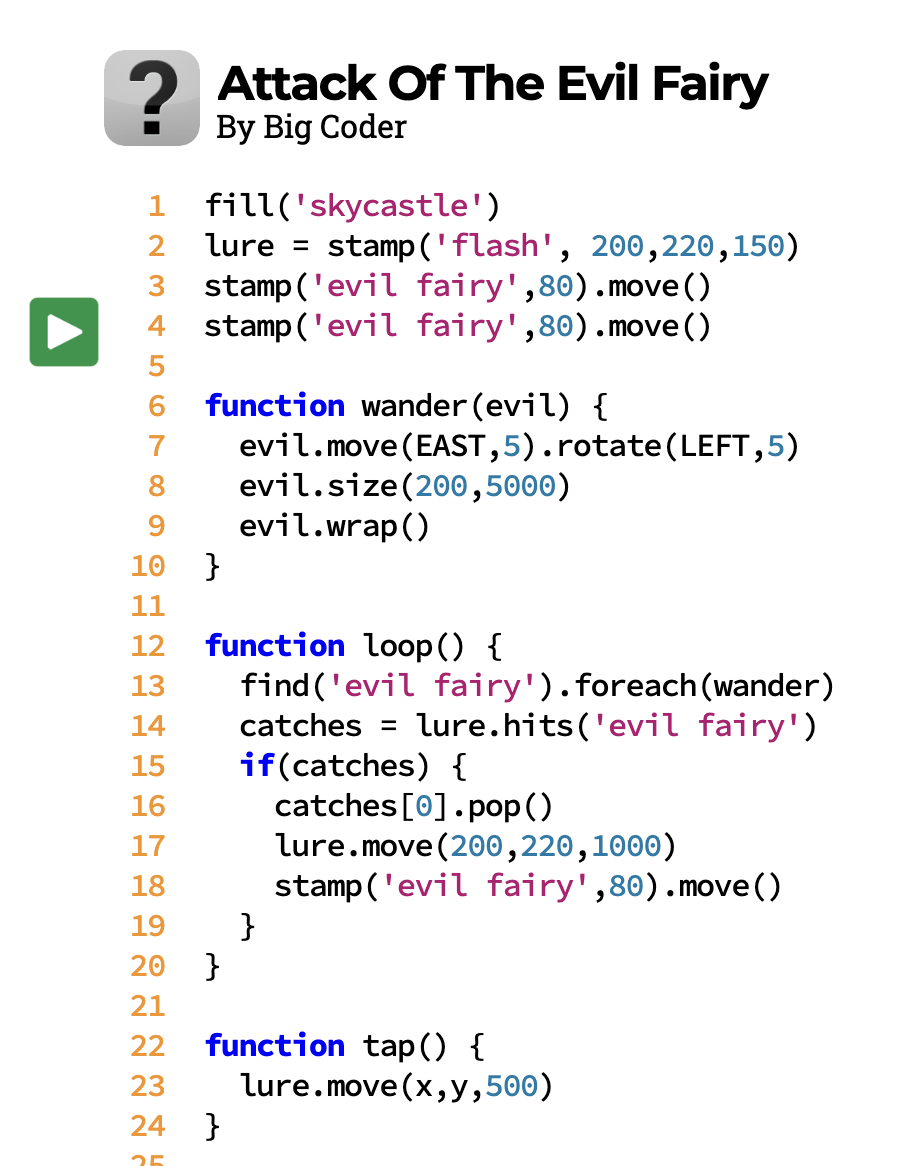 ?
Attack Of The Evil Fairy
By Big Coder
1 fill('skycastle')
2 lure = stamp('flash', 200,220,150)
3 stamp('evil fairy',80).move()
4 stamp('evil fairy',80).move()
5
6 function wander(evil) {
7   evil.move(EAST,5).rotate(LEFT,5)
8   evil.size(200,5000)
9   evil.wrap()
10 }
11
12 function loop() {
13   find('evil fairy').foreach(wander)
14   catches = lure.hits('evil fairy')
15   if(catches) {
16     catches[0].pop()
17     lure.move(200,220,1000)
18     stamp('evil fairy',80).move()
19   }
20 }
21
22 function tap() {
23   lure.move(x,y,500)
24 }
25